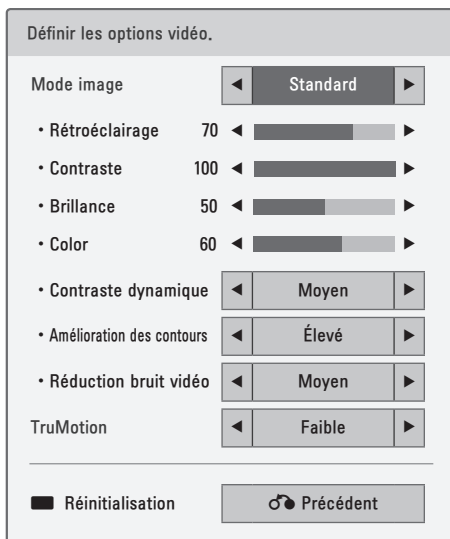 Définir les options vidéo.
Mode image ◀ Standard ▶
• Rétroéclairage 70 ◀ ▶
• Contraste 100 ◀ ▶
• Brillance 50 ◀ ▶
• Color 60 ◀ ▶
• Contraste dynamique ◀ Moyen ▶
• Amélioration des contours ◀ Élevé ▶
• Réduction bruit vidéo ◀ Moyen ▶
TruMotion ◀ Faible ▶
Réinitialisation Précédent